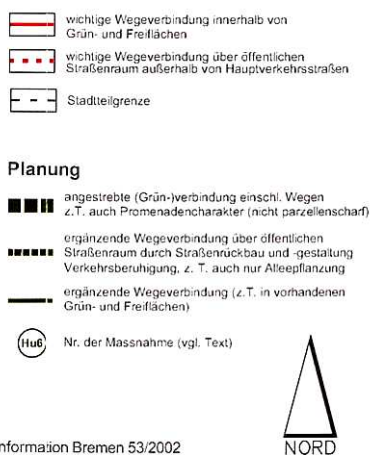 wichtige Wegeverbindung innerhalb von
Grün- und Freiflächen
wichtige Wegeverbindung über öffentlichen
Straßenraum außerhalb von Hauptverkehrsstraßen
Stadtteilgrenze
Planung
angestrebte (Grün-)verbindung einschl. Wegen
z.T. auch Promenadencharakter (nicht parzellenscharf)
ergänzende Wegeverbindung über öffentlichen
Straßenraum durch Straßenrückbau und -gestaltung
Verkehrsberuhigung, z. T. auch nur Alleepflanzung
ergänzende Wegeverbindung (z.T. in vorhandenen
Grün- und Freiflächen)
Hu6 Nr. der Massnahme (vgl. Text)
nformation Bremen 53/2002
NORD